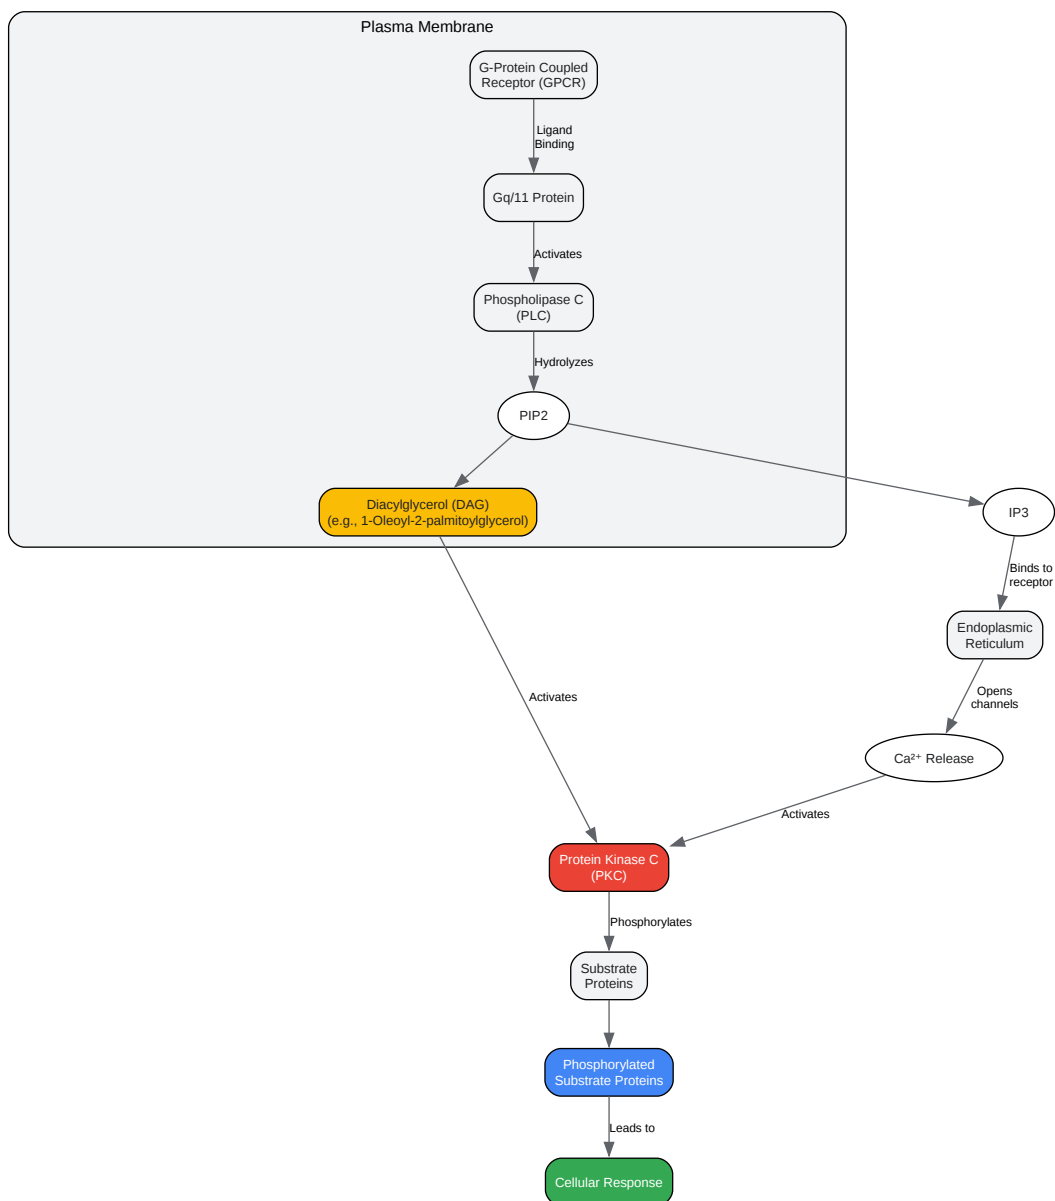 Plasma Membrane
G-Protein Coupled
Receptor (GPCR)
Ligand
Binding
Gq/11 Protein
Activates
Phospholipase C
(PLC)
Hydrolyzes
PIP2
Diacylglycerol (DAG)
(e.g., 1-Oleoyl-2-palmitoylglycerol)
IP3
Binds to
receptor
Endoplasmic
Reticulum
Activates
Opens
channels
Ca²⁺ Release
Activates
Protein Kinase C
(PKC)
Phosphorylates
Substrate
Proteins
Phosphorylated
Substrate Proteins
Leads to
Cellular Response